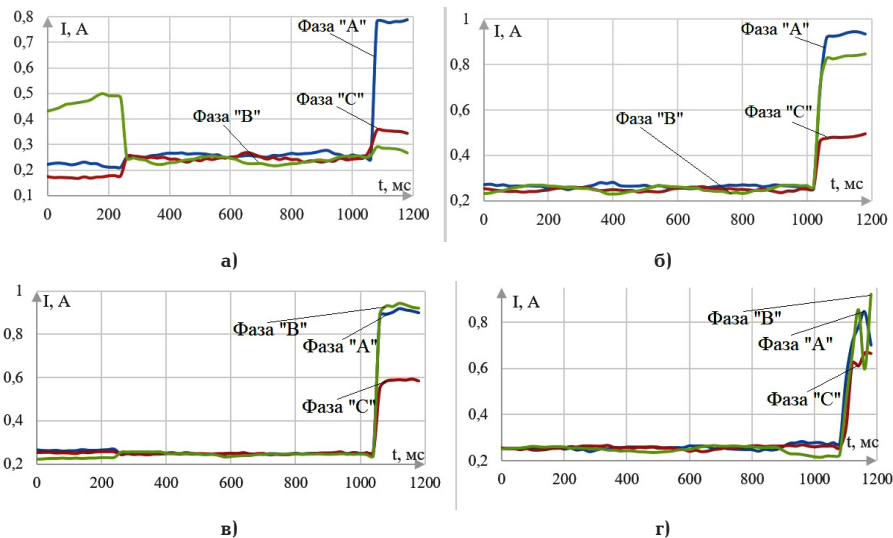 0,8
I, А
Фаза "А"
0,7
0,6
0,5
Фаза "С"
0,4
Фаза "В"
0,3
0,2
t, мс
0,1
0 200 400 600 800 1000 1200
а)
1
I, А
Фаза "А"
0,8
Фаза "В"
Фаза "С"
0,6
0,4
t, мс
0,2
0 200 400 600 800 1000 1200
б)
1
I, А
Фаза "В"
0,8
Фаза "А"
0,6
Фаза "С"
0,4
0,2
t, мс
0 200 400 600 800 1000 1200
в)
I, А
Фаза "В"
0,8
Фаза "А"
0,6
Фаза "С"
0,4
t, мс
0,2
0 200 400 600 800 1000 1200
г)